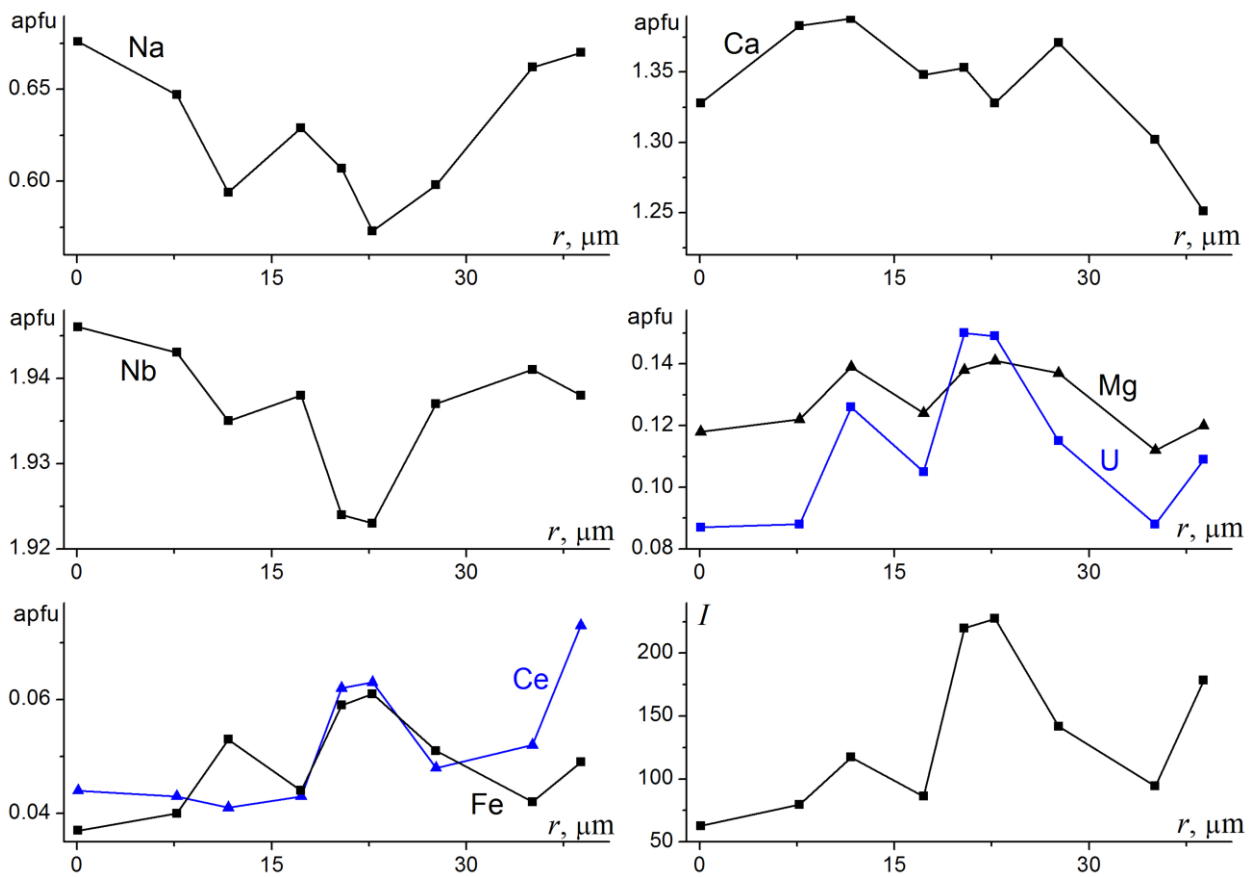 apfu
Na
0.65
0.60
r, μm
0
15
30
apfu
Ca
1.35
1.30
1.25
r, μm
0
15
30
apfu
Nb
1.94
1.93
1.92
r, μm
0
15
30
apfu
0.14
0.12
0.10
0.08
Mg
U
r, μm
0
15
30
apfu
Ce
0.06
0.04
Fe
r, μm
0
15
30
I
200
150
100
50
r, μm
0
15
30